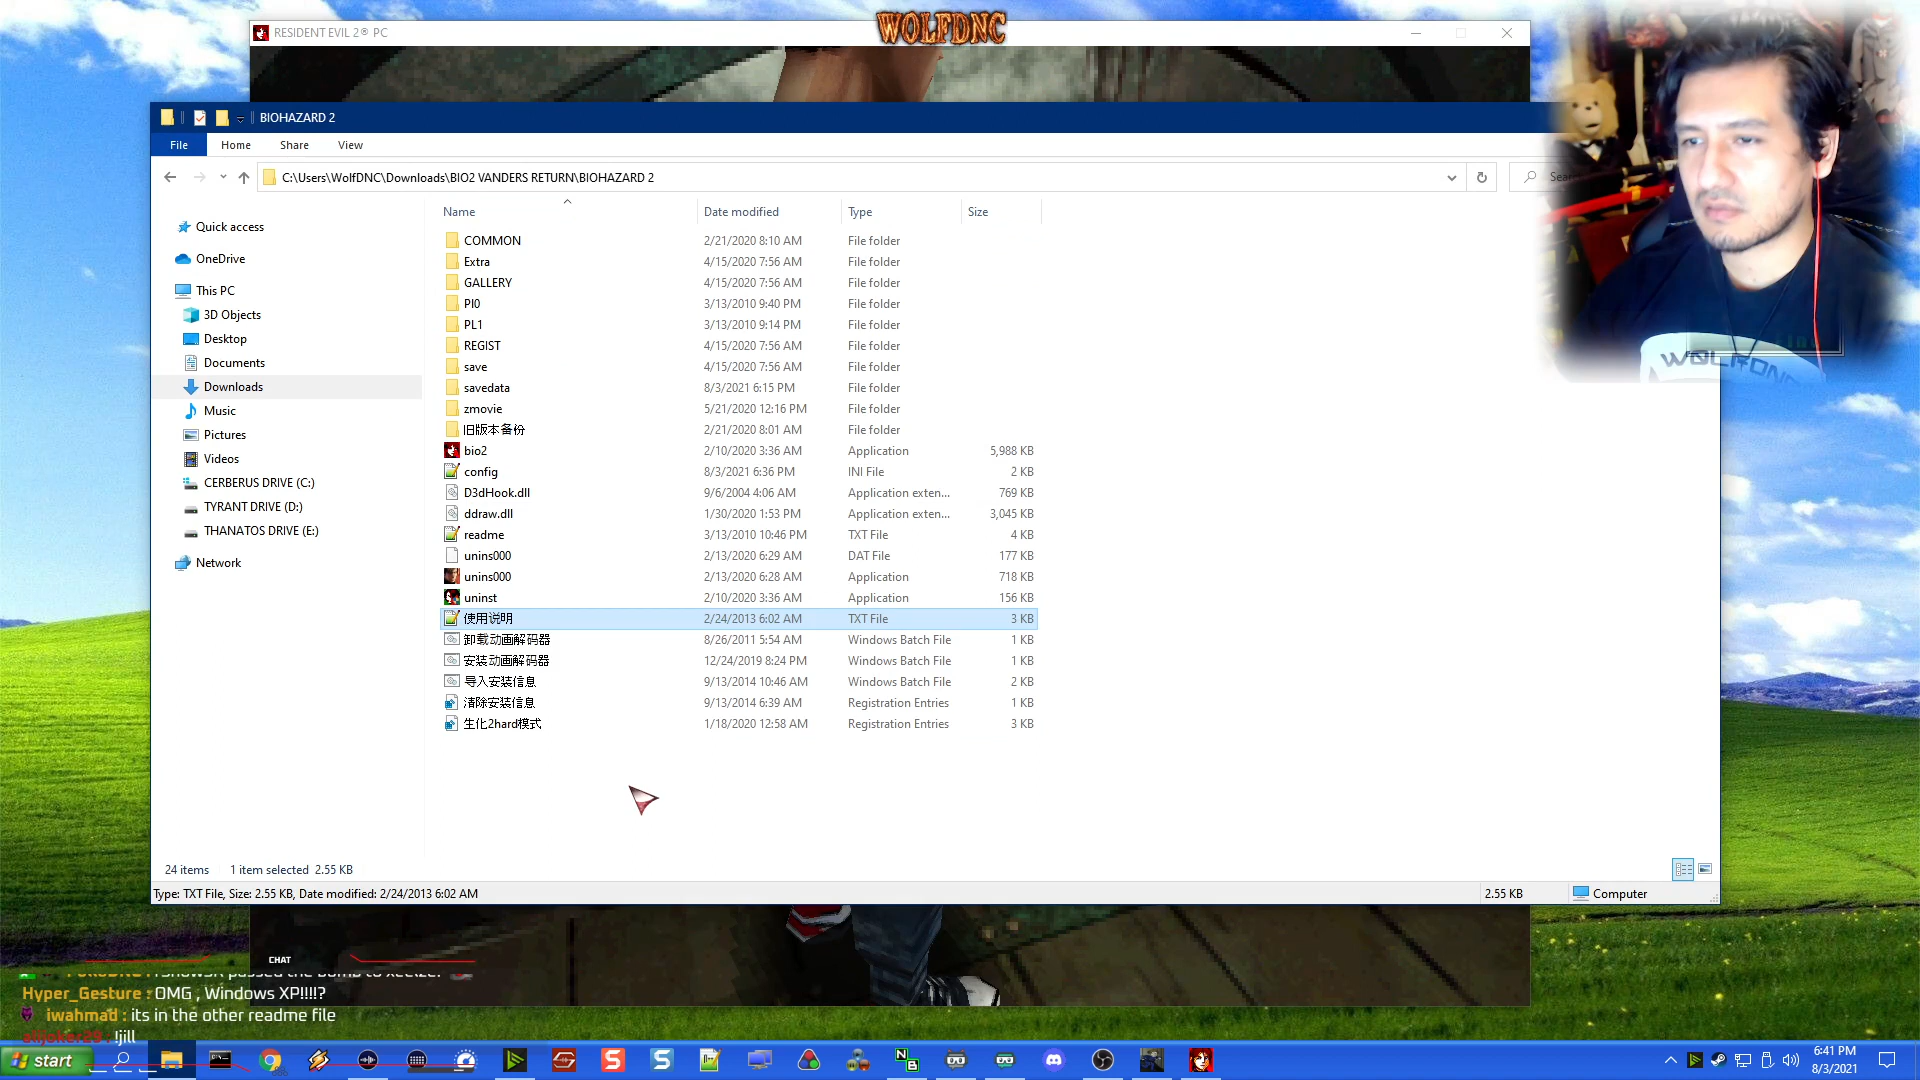 RESIDENT EVIL 2® PC
WOLFDNC
BIOHAZARD 2
File Home Share View
C:\Users\WolfDNC\Downloads\BIO2 VANDERS RETURN\BIOHAZARD 2
Name Date modified Type Size
Quick access
OneDrive
This PC
3D Objects
Desktop
Documents
Downloads
Music
Pictures
Videos
CERBERUS DRIVE (C:)
TYRANT DRIVE (D:)
THANATOS DRIVE (E:)
Network
COMMON 2/21/2020 8:10 AM File folder
Extra 4/15/2020 7:56 AM File folder
GALLERY 4/15/2020 7:56 AM File folder
Pl0 3/13/2010 9:40 PM File folder
PL1 3/13/2010 9:14 PM File folder
REGIST 4/15/2020 7:56 AM File folder
save 4/15/2020 7:56 AM File folder
savedata 8/3/2021 6:15 PM File folder
zmovie 5/21/2020 12:16 PM File folder
旧版本备份 2/21/2020 8:01 AM File folder
bio2 2/10/2020 3:36 AM Application 5,988 KB
config 8/3/2021 6:36 PM INI File 2 KB
D3dHook.dll 9/6/2004 4:06 AM Application exten... 769 KB
ddraw.dll 1/30/2020 1:53 PM Application exten... 3,045 KB
readme 3/13/2010 10:46 PM TXT File 4 KB
unins000 2/13/2020 6:29 AM DAT File 177 KB
unins000 2/13/2020 6:28 AM Application 718 KB
uninst 2/10/2020 3:36 AM Application 156 KB
使用说明 2/24/2013 6:02 AM TXT File 3 KB
卸载动画解码器 8/26/2011 5:54 AM Windows Batch File 1 KB
安装动画解码器 12/24/2019 8:24 PM Windows Batch File 1 KB
导入安装信息 9/13/2014 10:46 AM Windows Batch File 2 KB
清除安装信息 9/13/2014 6:39 AM Registration Entries 1 KB
生化2hard模式 1/18/2020 12:58 AM Registration Entries 3 KB
24 items 1 item selected 2.55 KB
Type: TXT File, Size: 2.55 KB, Date modified: 2/24/2013 6:02 AM 2.55 KB Computer
WOLFDNC
CHAT
passed the bomb to
Hyper_Gesture : OMG , Windows XP!!!!?
iwahmad : its in the other readme file
!jill
start
6:41 PM
8/3/2021